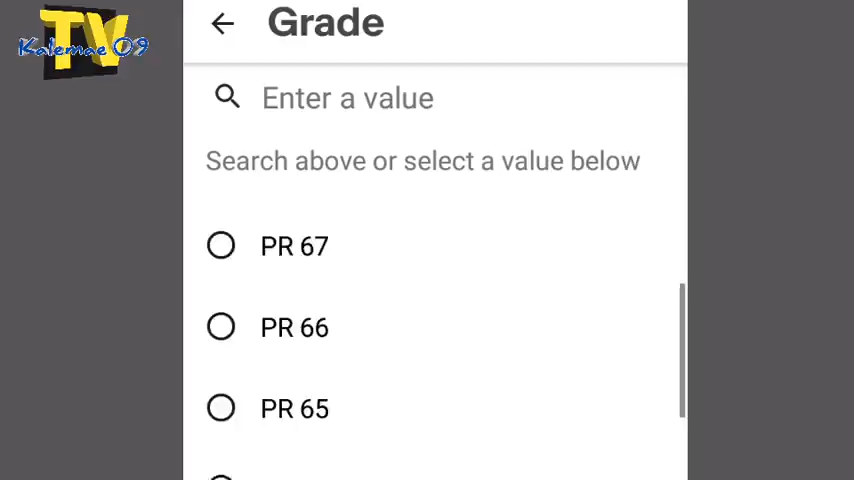 TV
Kalemae 09
Grade
Enter a value
Search above or select a value below
PR 67
PR 66
PR 65